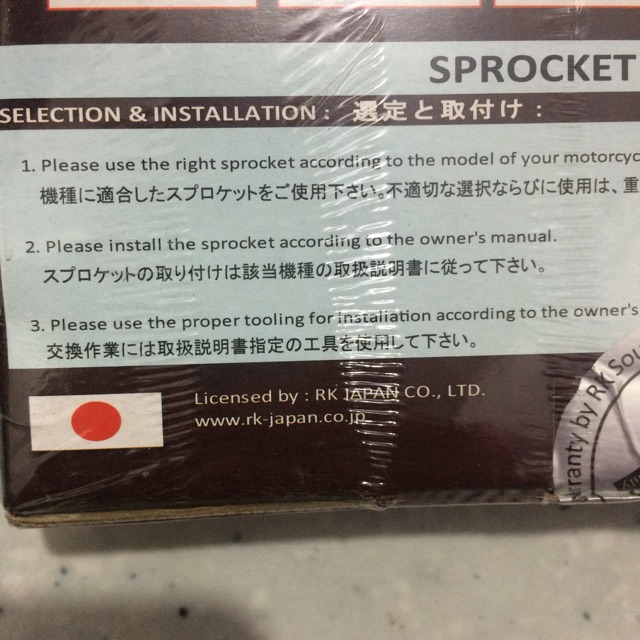 SPROCKET
SELECTION & INSTALLATION : 選定と取付け :
1. Please use the right sprocket according to the model of your motorcyc
機種に適合したスプロケットをご使用下さい。不適切な選択ならびに使用は、重
2. Please install the sprocket according to the owner's manual.
スプロケットの取り付けは該当機種の取扱説明書に従って下さい。
3. Please use the proper tooling for installation according to the owner's
交換作業には取扱説明書指定の工具を使用して下さい。
Licensed by : RK JAPAN CO., LTD.
www.rk-japan.co.jp
rranty by RK Sou